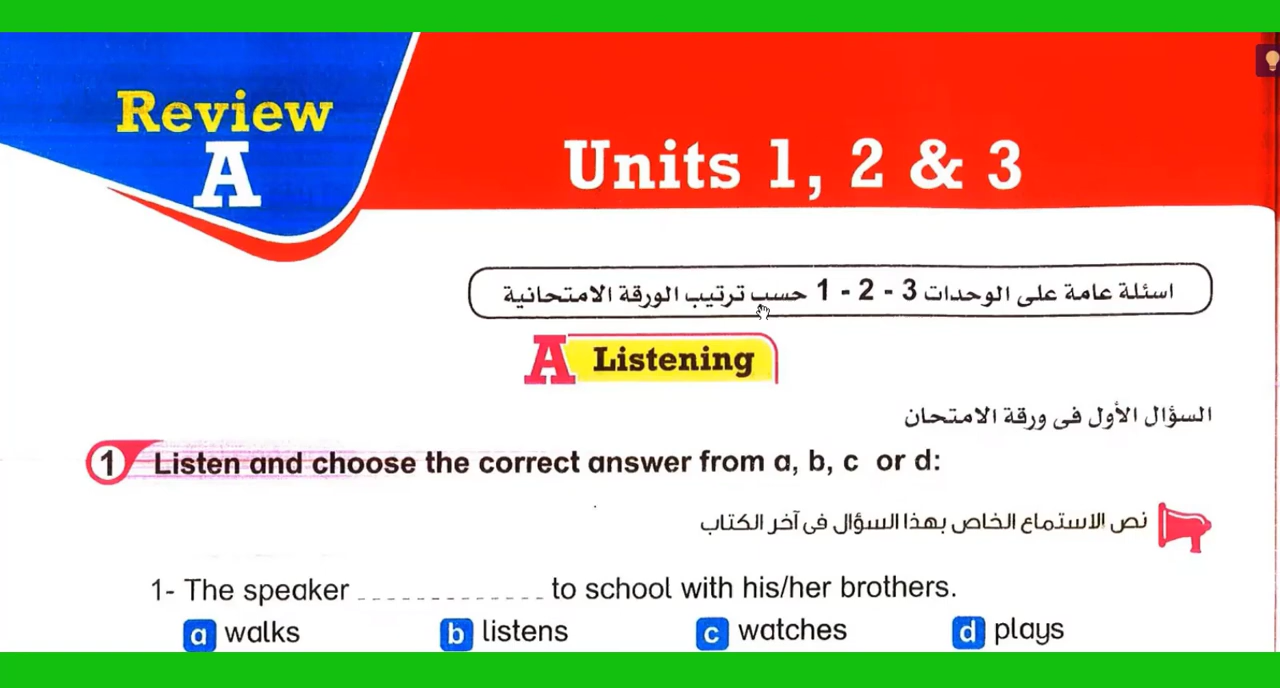 Review
A
Units 1, 2 & 3
اسئلة عامة على الوحدات 3 - 2 - 1 حسب ترتيب الورقة الامتحانية
A Listening
السؤال الأول فى ورقة الامتحان
1 Listen and choose the correct answer from a, b, c or d:
نص الاستماع الخاص بهذا السؤال فى آخر الكتاب
1- The speaker _ _ _ _ _ _ _ _ _ _ _ _ _ to school with his/her brothers.
a walks b listens c watches d plays